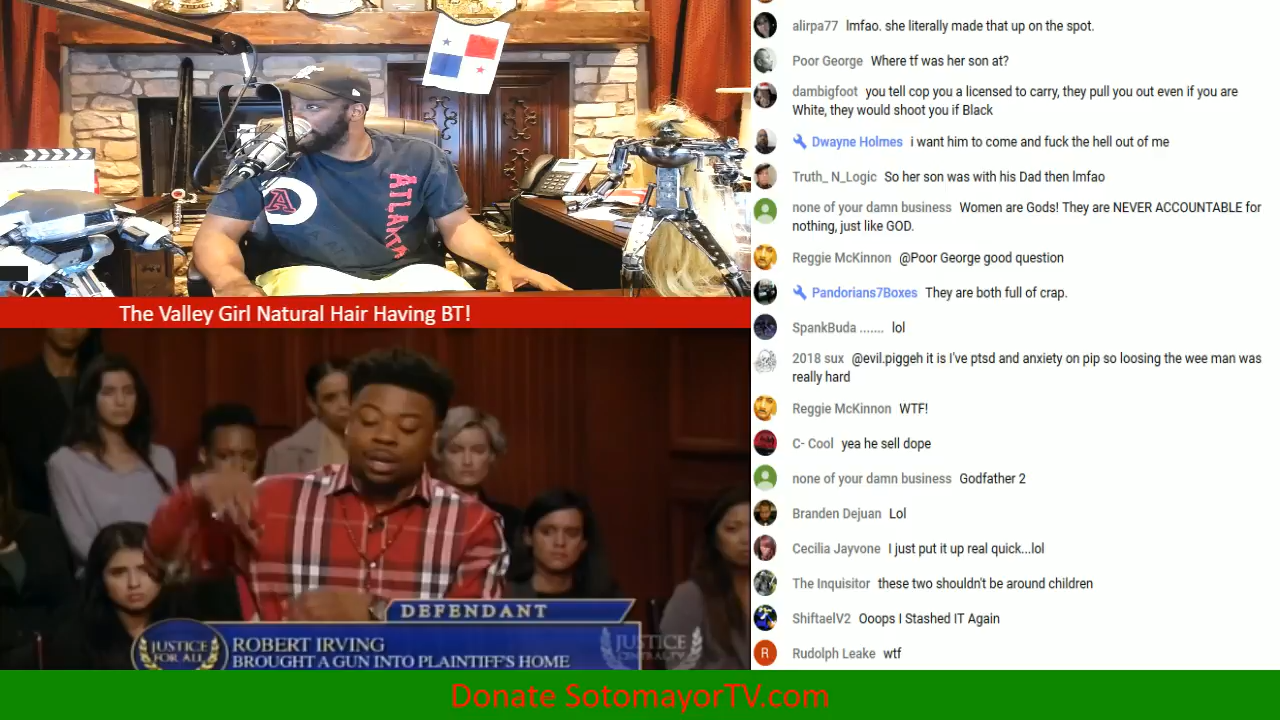 ATLANTA
A
The Valley Girl Natural Hair Having BT!
DEFENDANT
JUSTICE
FOR ALL
ROBERT IRVING
BROUGHT A GUN INTO PLAINTIFF'S HOME
JUSTICE
CENTRAL.TV
alirpa77 lmfao. she literally made that up on the spot.
Poor George Where tf was her son at?
dambigfoot you tell cop you a licensed to carry, they pull you out even if you are
White, they would shoot you if Black
Dwayne Holmes i want him to come and fuck the hell out of me
Truth_ N_Logic So her son was with his Dad then lmfao
none of your damn business Women are Gods! They are NEVER ACCOUNTABLE for
nothing, just like GOD.
Reggie McKinnon @Poor George good question
Pandorians7Boxes They are both full of crap.
SpankBuda ....... lol
2018 sux @evil.piggeh it is I've ptsd and anxiety on pip so loosing the wee man was
really hard
Reggie McKinnon WTF!
C- Cool yea he sell dope
none of your damn business Godfather 2
Branden Dejuan Lol
Cecilia Jayvone I just put it up real quick...lol
The Inquisitor these two shouldn't be around children
ShiftaelV2 Ooops I Stashed IT Again
R
Rudolph Leake wtf
Donate SotomayorTV.com